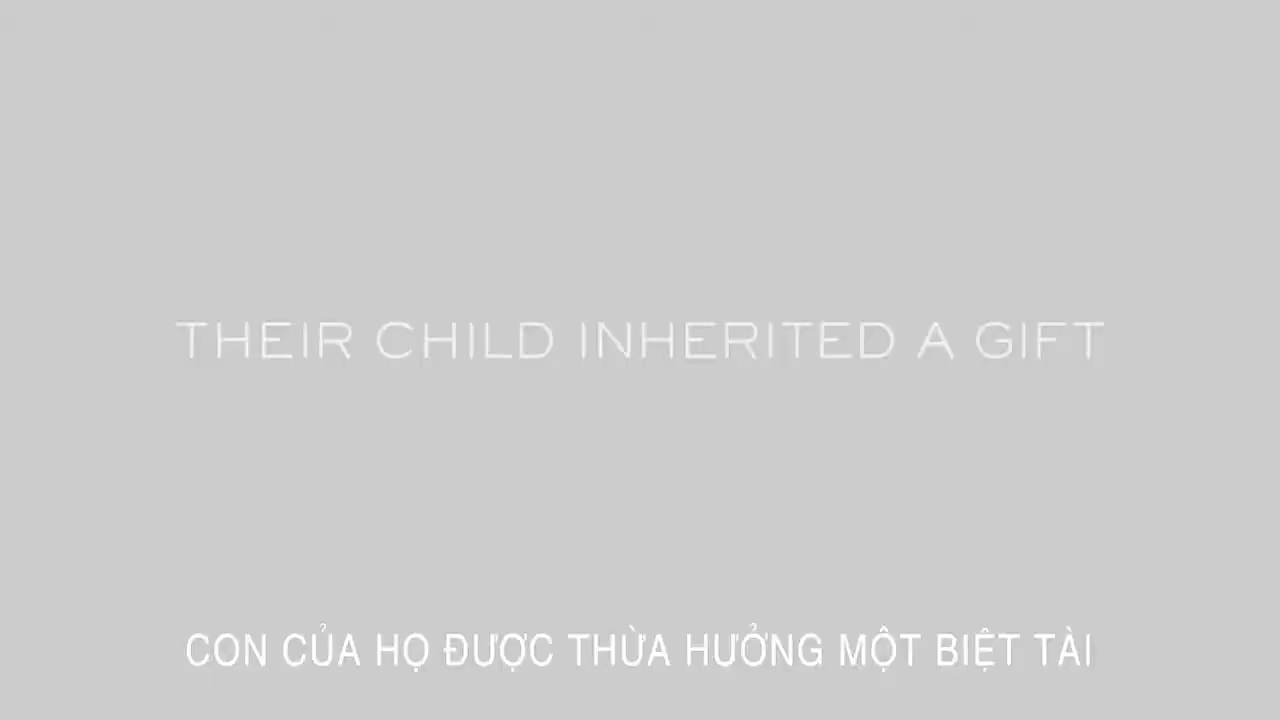 THEIR CHILD INHERITED A GIFT
CON CỦA HỌ ĐƯỢC THỪA HƯỞNG MỘT BIỆT TÀI